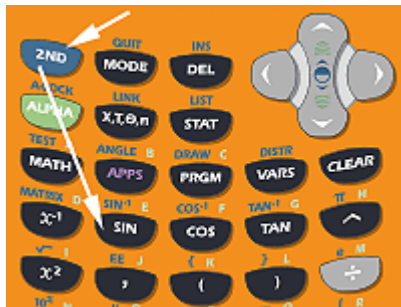 QUIT INS
2ND MODE DEL
A-LOCK LINK LIST
ALPHA X,T,Θ,n STAT
TEST ANGLE B DRAW C DISTR
MATH APPS PRGM VARS CLEAR
MATRIX D SIN⁻¹ E COS⁻¹ F TAN⁻¹ G π H
X⁻¹ SIN COS TAN ^
√ I EE J { K } L e M
X² , ( ) ÷
10ˣ